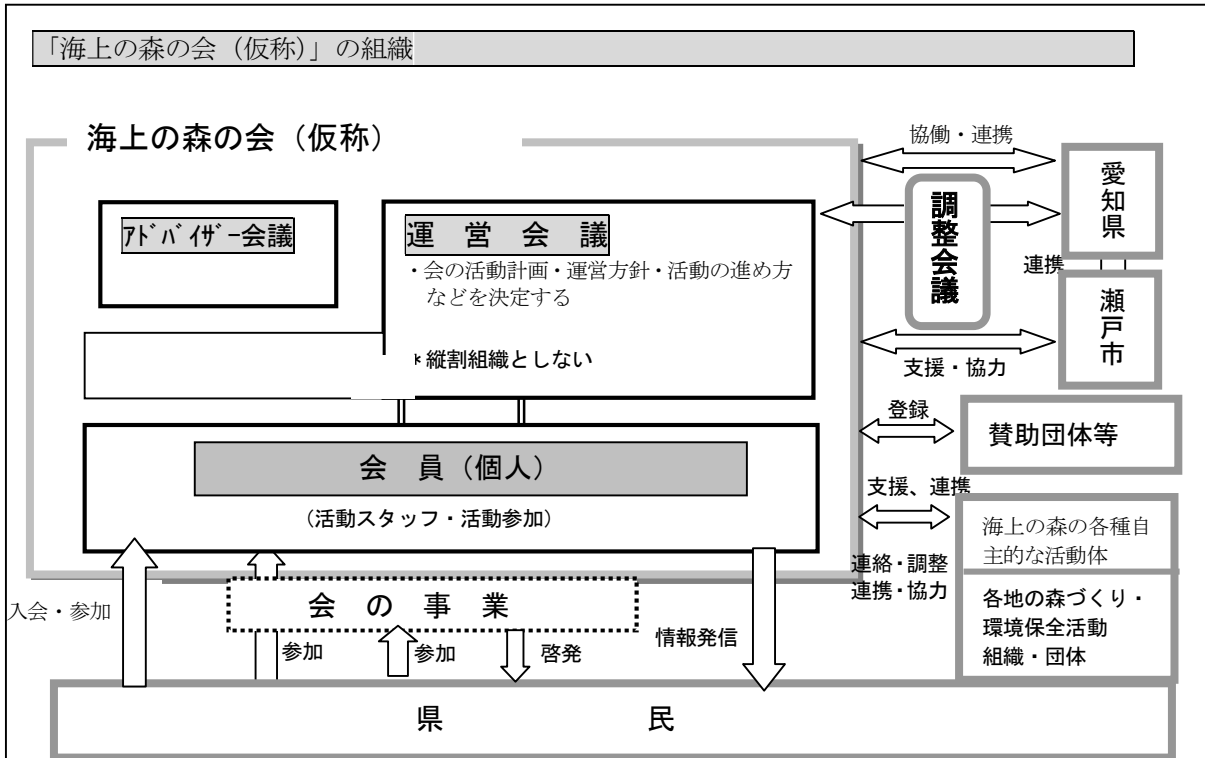 「海上の森の会（仮称）」の組織
海上の森の会（仮称）
ｱﾄﾞﾊﾞｲｻﾞｰ会議
運　営　会　議
・会の活動計画・運営方針・活動の進め方
などを決定する
＊縦割組織としない
会　員（個人）
（活動スタッフ・活動参加）
協働・連携
調整会議
愛知県
連携
瀬戸市
支援・協力
登録
賛助団体等
支援、連携
海上の森の各種自
主的な活動体
連絡・調整
連携・協力
各地の森づくり・
環境保全活動
組織・団体
入会・参加
会　の　事　業
参加
参加
啓発
情報発信
県　民